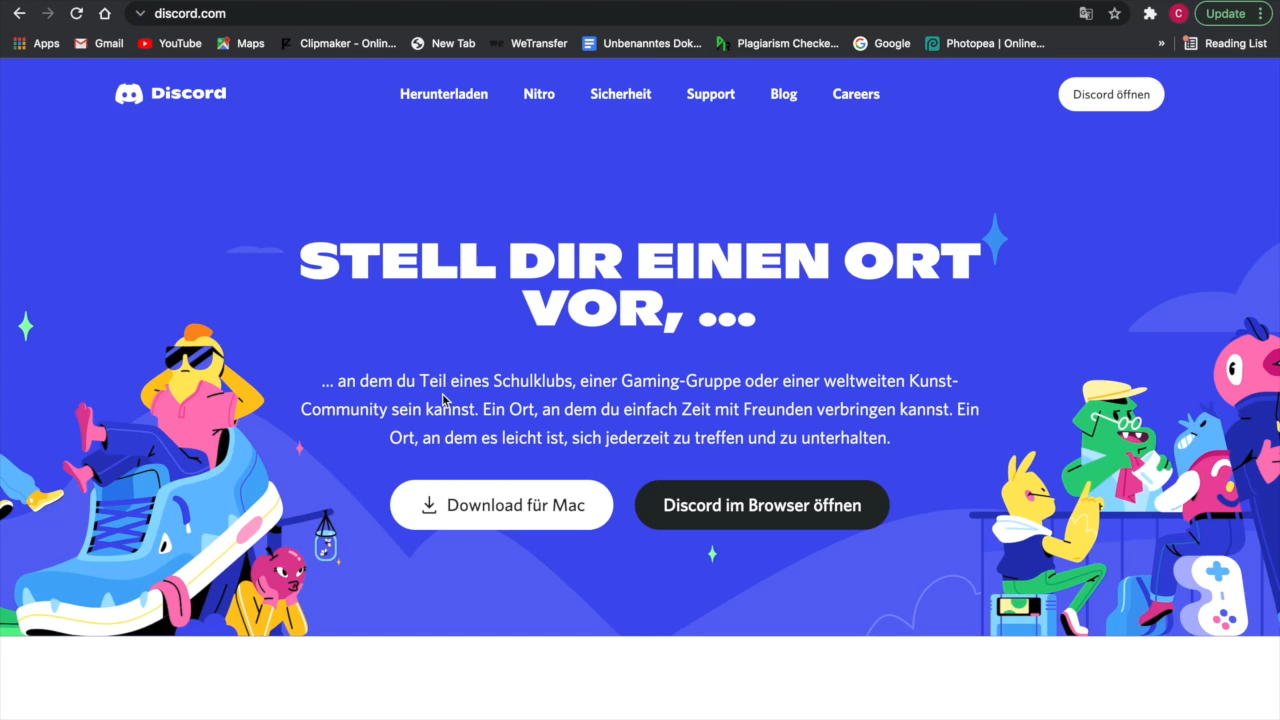 discord.com
Update
Apps
Gmail
YouTube
Maps
Clipmaker - Onlin...
New Tab
WeTransfer
Unbenanntes Dok...
Plagiarism Checke...
Google
Photopea | Online...
»
Reading List
Discord
Herunterladen
Nitro
Sicherheit
Support
Blog
Careers
Discord öffnen
STELL DIR EINEN ORT
VOR, ...
... an dem du Teil eines Schulklubs, einer Gaming-Gruppe oder einer weltweiten Kunst-
Community sein kannst. Ein Ort, an dem du einfach Zeit mit Freunden verbringen kannst. Ein
Ort, an dem es leicht ist, sich jederzeit zu treffen und zu unterhalten.
Download für Mac
Discord im Browser öffnen